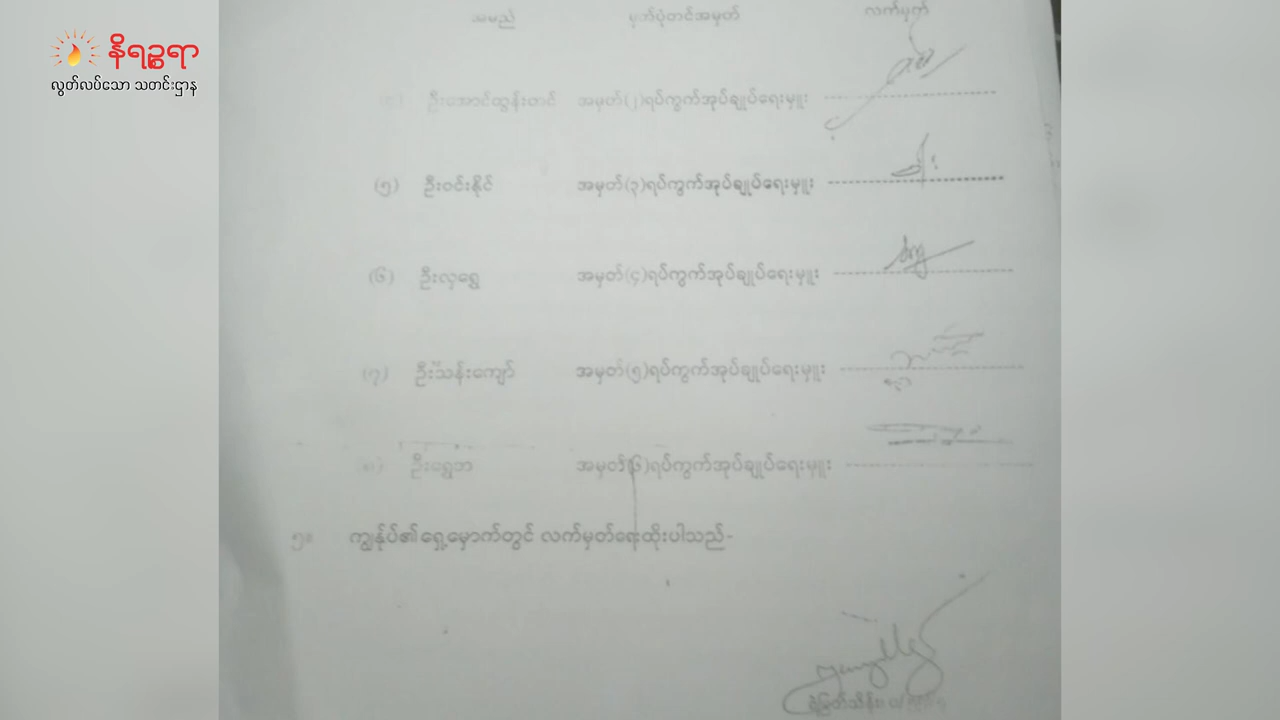 နိရဉ္စရာ
လွတ်လပ်သော သတင်းဌာန
အမည် မှတ်ပုံတင်အမှတ် လက်မှတ်
ဦးအောင်ထွန်းတင် အမှတ်(၂)ရပ်ကွက်အုပ်ချုပ်ရေးမှူး
(၅) ဦးဝင်းနိုင် အမှတ်(၃)ရပ်ကွက်အုပ်ချုပ်ရေးမှူး
(၆) ဦးလှရွှေ အမှတ်(၄)ရပ်ကွက်အုပ်ချုပ်ရေးမှူး
(၇) ဦးသန်းကျော် အမှတ်(၅)ရပ်ကွက်အုပ်ချုပ်ရေးမှူး
(၈) ဦးရွှေဘ အမှတ်(၆)ရပ်ကွက်အုပ်ချုပ်ရေးမှူး
၅။ ကျွန်ုပ်၏ရှေ့မှောက်တွင် လက်မှတ်ရေးထိုးပါသည်-